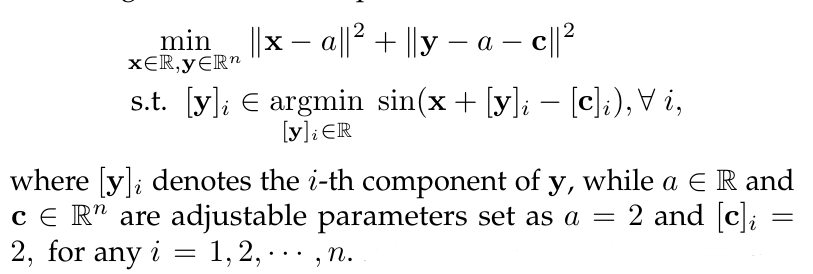 min ‖x − a‖² + ‖y − a − c‖²
x∈ℝ,y∈ℝⁿ
s.t. [y]ᵢ ∈ argmin sin(x + [y]ᵢ − [c]ᵢ), ∀ i,
[y]ᵢ∈ℝ
where [y]ᵢ denotes the i-th component of y, while a ∈ ℝ and
c ∈ ℝⁿ are adjustable parameters set as a = 2 and [c]ᵢ =
2, for any i = 1, 2, · · · , n.